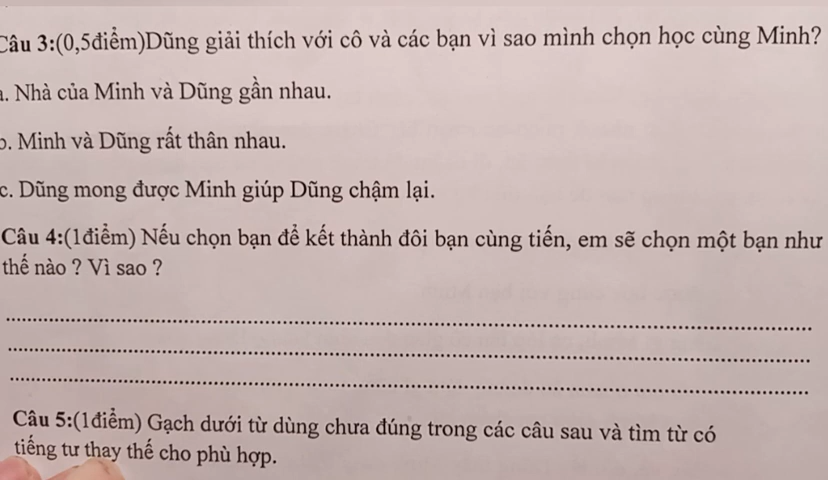 Câu 3:(0,5điểm)Dũng giải thích với cô và các bạn vì sao mình chọn học cùng Minh?
a. Nhà của Minh và Dũng gần nhau.
b. Minh và Dũng rất thân nhau.
c. Dũng mong được Minh giúp Dũng chậm lại.
Câu 4:(1điểm) Nếu chọn bạn để kết thành đôi bạn cùng tiến, em sẽ chọn một bạn như
thế nào ? Vì sao ?
Câu 5:(1điểm) Gạch dưới từ dùng chưa đúng trong các câu sau và tìm từ có
tiếng tư thay thế cho phù hợp.